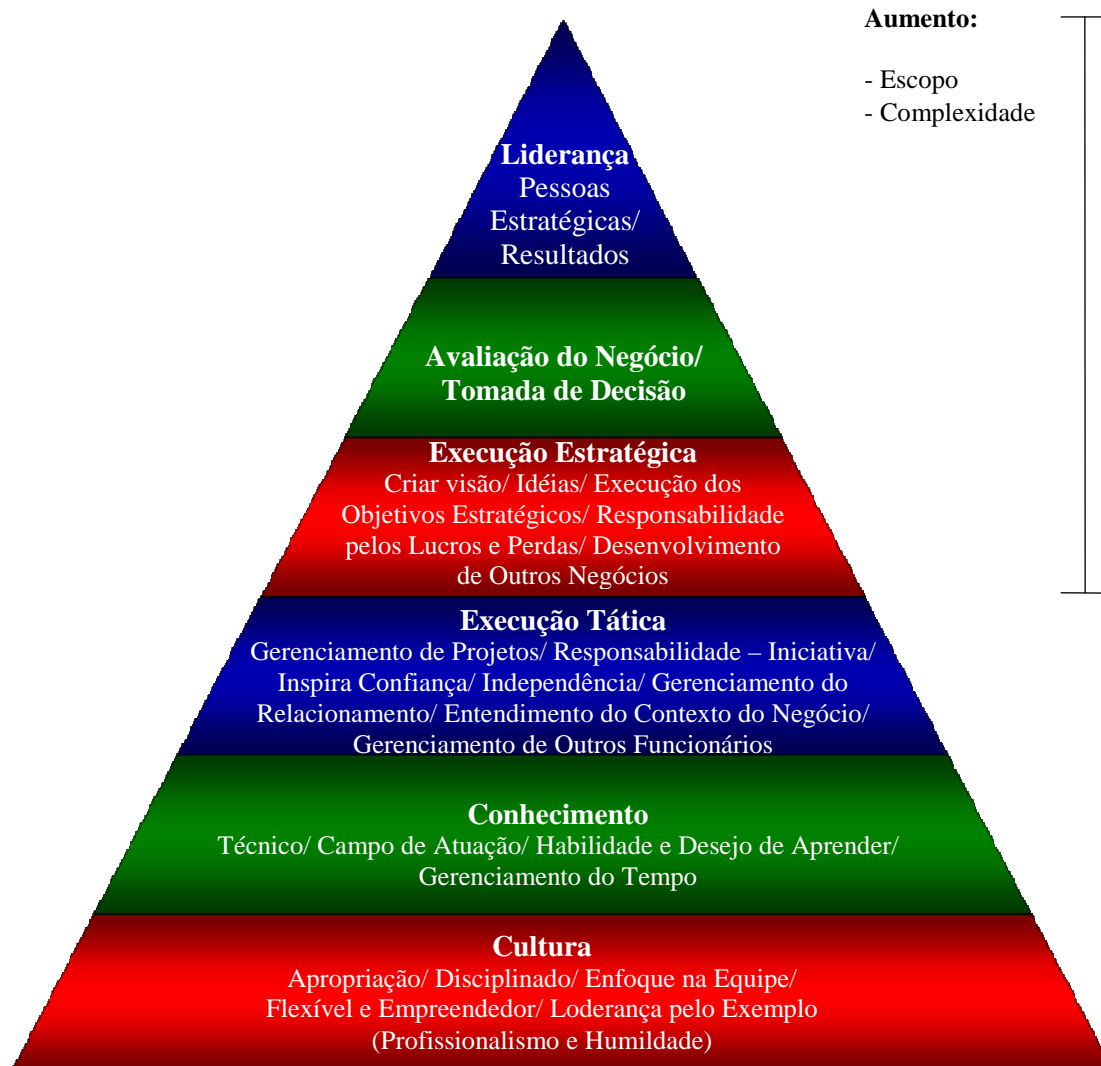 Aumento:
- Escopo
- Complexidade
Liderança
Pessoas
Estratégicas/
Resultados
Avaliação do Negócio/
Tomada de Decisão
Execução Estratégica
Criar visão/ Idéias/ Execução dos
Objetivos Estratégicos/ Responsabilidade
pelos Lucros e Perdas/ Desenvolvimento
de Outros Negócios
Execução Tática
Gerenciamento de Projetos/ Responsabilidade – Iniciativa/
Inspira Confiança/ Independência/ Gerenciamento do
Relacionamento/ Entendimento do Contexto do Negócio/
Gerenciamento de Outros Funcionários
Conhecimento
Técnico/ Campo de Atuação/ Habilidade e Desejo de Aprender/
Gerenciamento do Tempo
Cultura
Apropriação/ Disciplinado/ Enfoque na Equipe/
Flexível e Empreendedor/ Loderança pelo Exemplo
(Profissionalismo e Humildade)